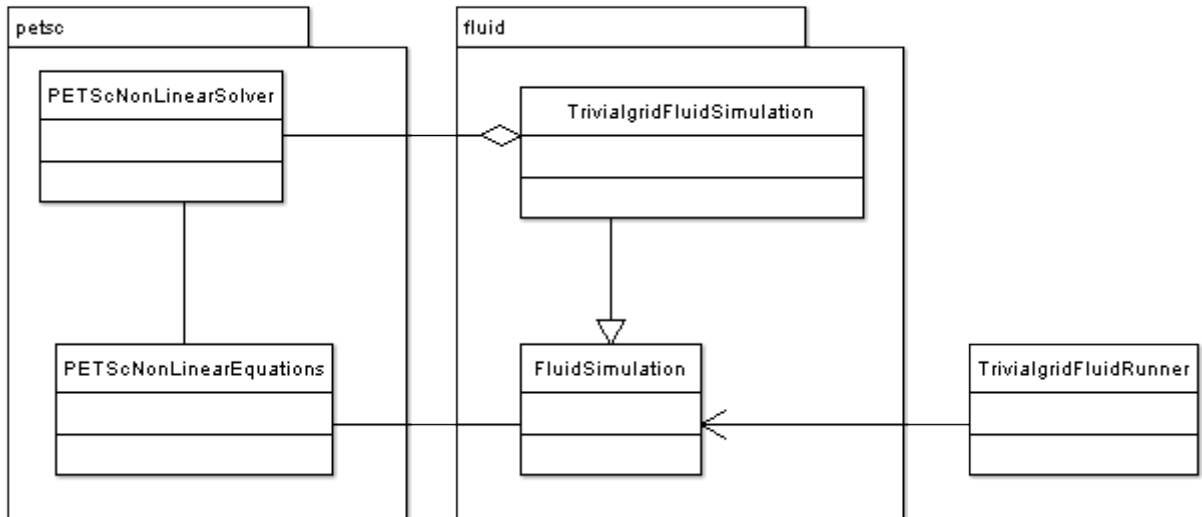 petsc
fluid
PETScNonLinearSolver
TrivialgridFluidSimulation
PETScNonLinearEquations
FluidSimulation
TrivialgridFluidRunner